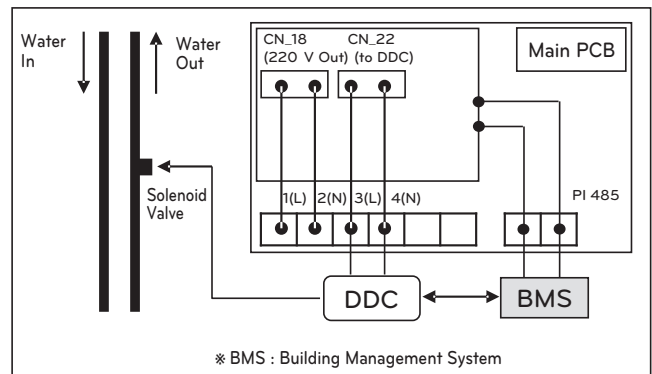 Water
In
Water
Out
CN_18
(220 V Out)
CN_22
(to DDC)
Main PCB
Solenoid
Valve
1(L) 2(N) 3(L) 4(N)
PI 485
DDC
BMS
※ BMS : Building Management System